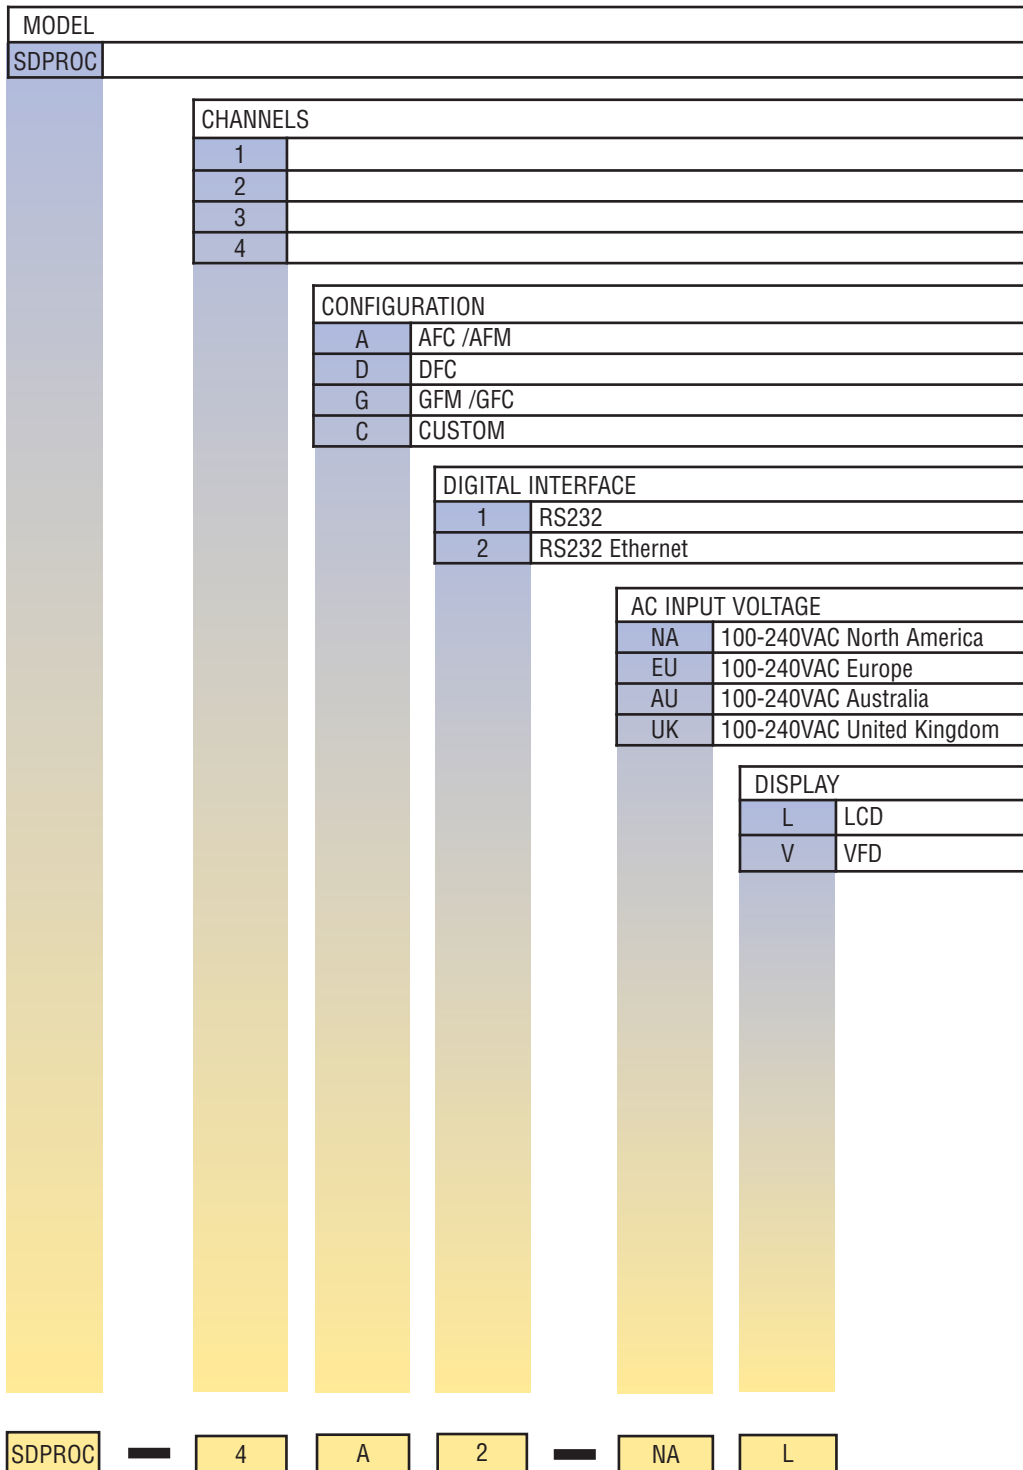 MODEL
SDPROC
CHANNELS
1
2
3
4
CONFIGURATION
A AFC /AFM
D DFC
G GFM /GFC
C CUSTOM
DIGITAL INTERFACE
1 RS232
2 RS232 Ethernet
AC INPUT VOLTAGE
NA 100-240VAC North America
EU 100-240VAC Europe
AU 100-240VAC Australia
UK 100-240VAC United Kingdom
DISPLAY
L LCD
V VFD
SDPROC — 4 A 2 — NA L